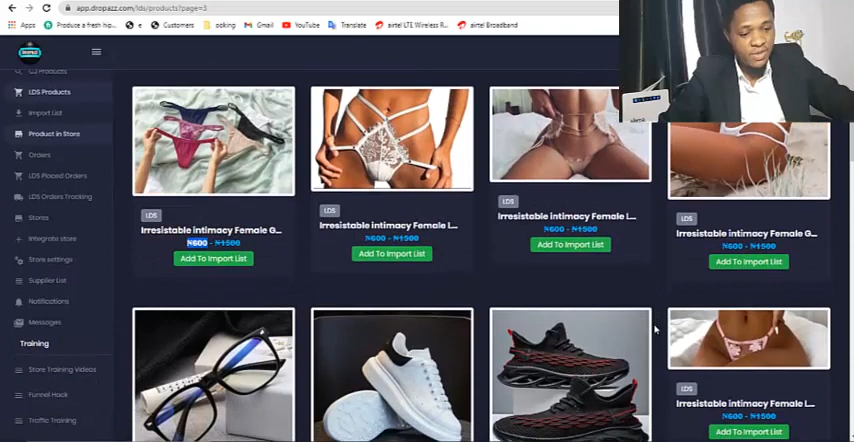 app.dropazz.com/lds/products?page=3
Apps
Produce a fresh hip...
e
Customers
ooking
Gmail
YouTube
Translate
airtel LTE Wireless R...
airtel Broadband
DROPAZZ
CJ Products
LDS Products
Import List
Product in Store
Orders
LDS Placed Orders
LDS Orders Tracking
Stores
Integrate store
Store settings
Supplier List
Notifications
Messages
Training
Store Training Videos
Funnel Hack
Traffic Training
LDS
Irresistable intimacy Female G...
₦600 - ₦1500
Add To Import List
LDS
Irresistable intimacy Female I...
₦600 - ₦1500
Add To Import List
LDS
Irresistable intimacy Female I...
₦600 - ₦1500
Add To Import List
Irresistable intimacy Female G...
LDS
₦600 - ₦1500
Add To Import List
LDS
Irresistable intimacy Female I...
₦600 - ₦1500
Add To Import List